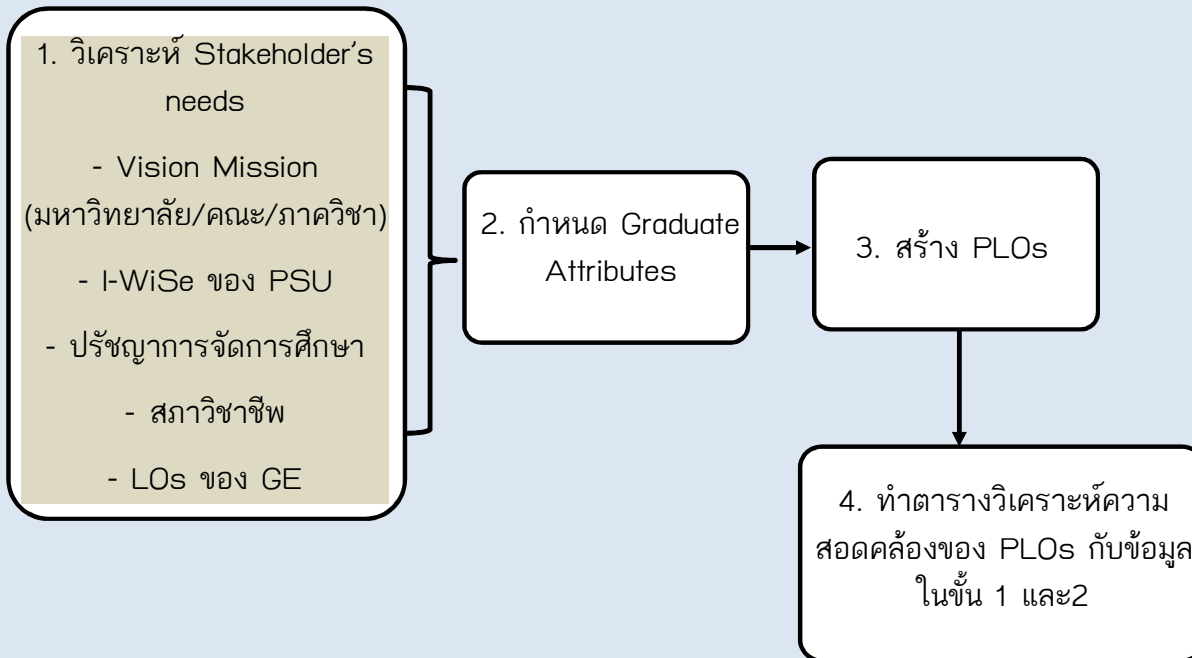 1. วิเคราะห์ Stakeholder's
needs
- Vision Mission
(มหาวิทยาลัย/คณะ/ภาควิชา)
- I-WiSe ของ PSU
- ปรัชญาการจัดการศึกษา
- สภาวิชาชีพ
- LOs ของ GE
2. กำหนด Graduate
Attributes
3. สร้าง PLOs
4. ทำตารางวิเคราะห์ความ
สอดคล้องของ PLOs กับข้อมูล
ในขั้น 1 และ2